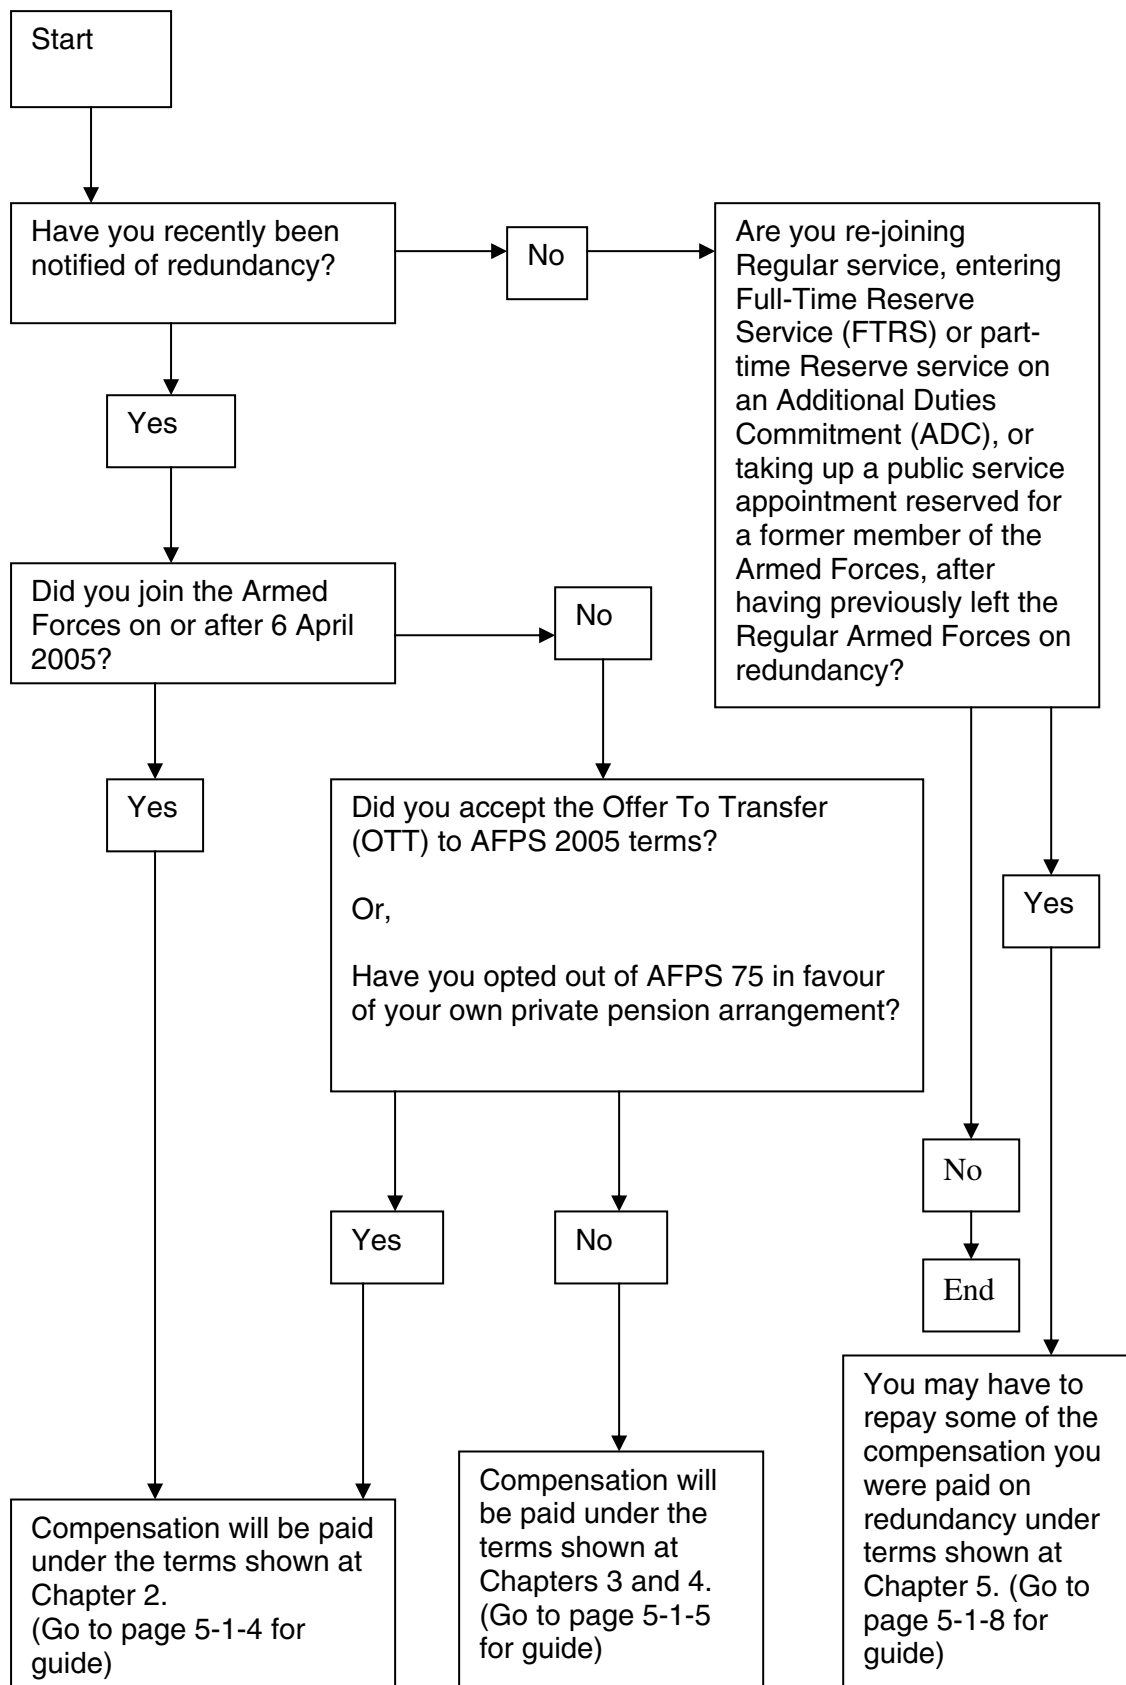 Start
Have you recently been
notified of redundancy?
No
Are you re-joining
Regular service, entering
Full-Time Reserve
Service (FTRS) or part-
time Reserve service on
an Additional Duties
Commitment (ADC), or
taking up a public service
appointment reserved for
a former member of the
Armed Forces, after
having previously left the
Regular Armed Forces on
redundancy?
Yes
Did you join the Armed
Forces on or after 6 April
2005?
No
Yes
Did you accept the Offer To Transfer
(OTT) to AFPS 2005 terms?
Or,
Have you opted out of AFPS 75 in favour
of your own private pension arrangement?
Yes
No
End
Yes
No
Compensation will be paid
under the terms shown at
Chapter 2.
(Go to page 5-1-4 for
guide)
Compensation will
be paid under the
terms shown at
Chapters 3 and 4.
(Go to page 5-1-5
for guide)
You may have to
repay some of the
compensation you
were paid on
redundancy under
terms shown at
Chapter 5. (Go to
page 5-1-8 for
guide)